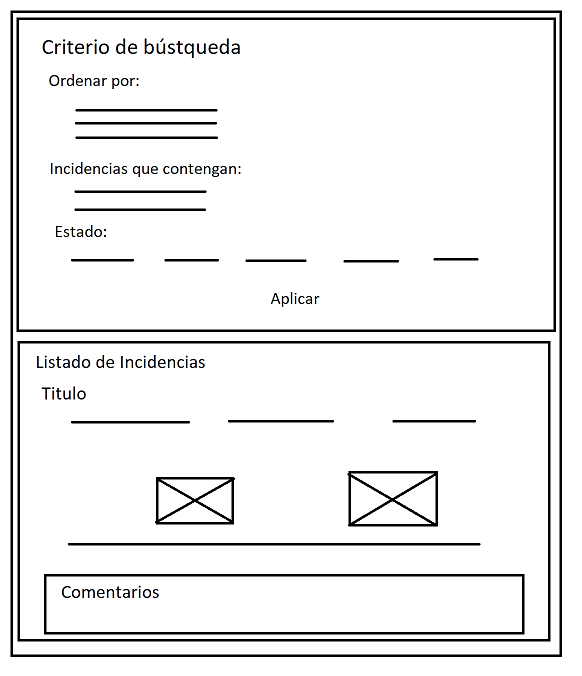 Criterio de bústqueda
Ordenar por:
Incidencias que contengan:
Estado:
Aplicar
Listado de Incidencias
Titulo
Comentarios